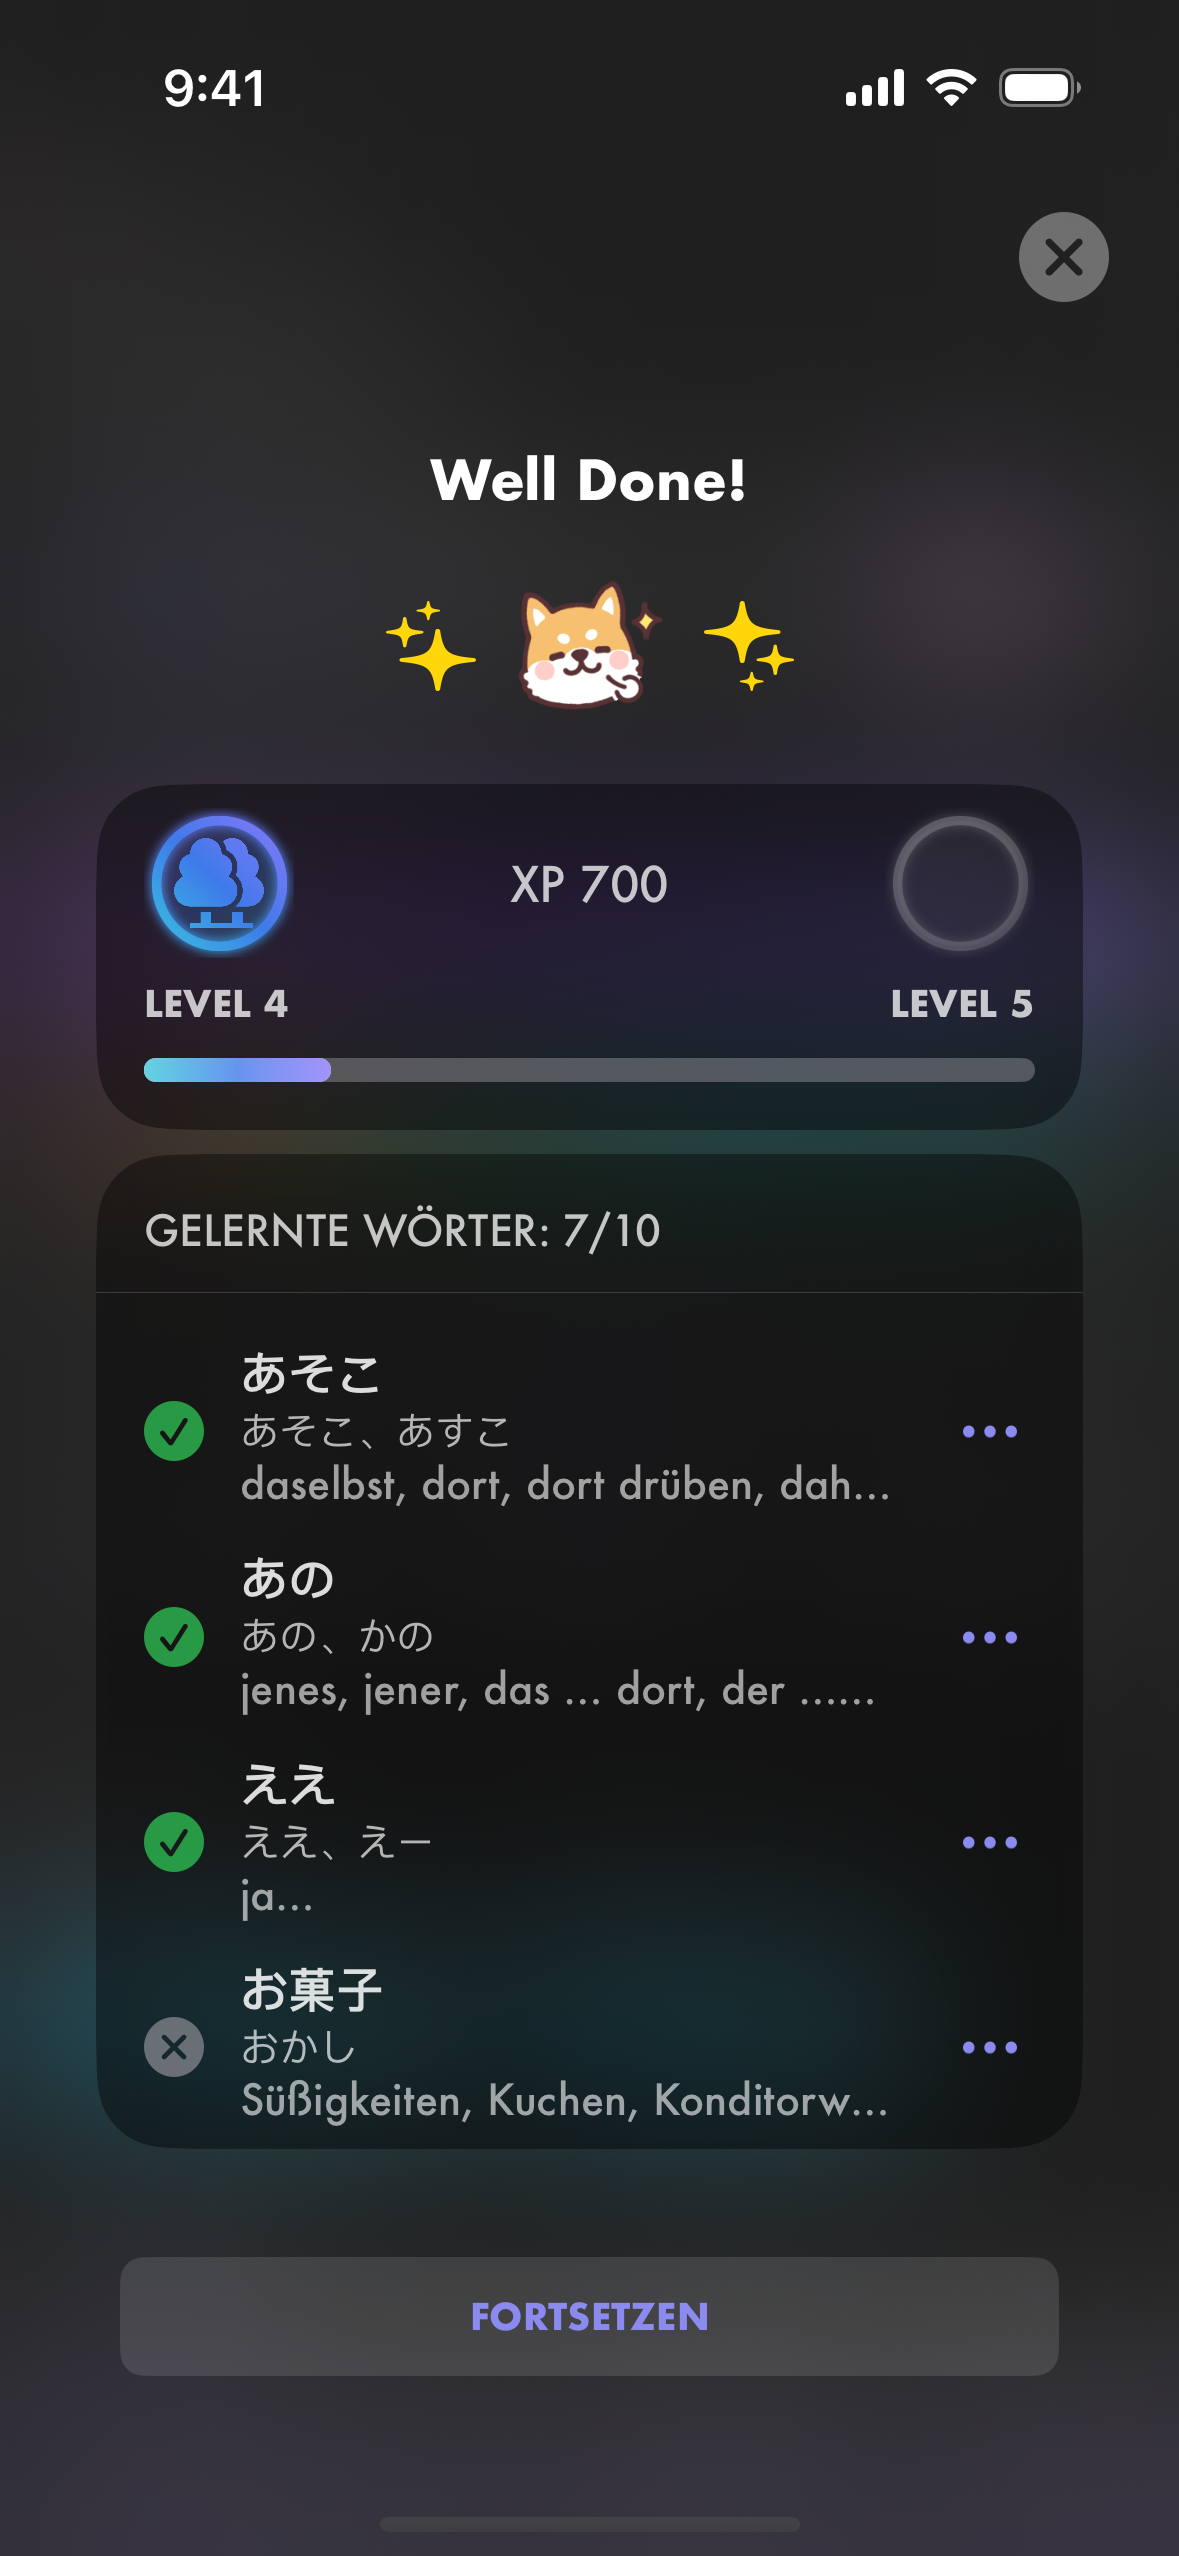 9:41
Well Done!
XP 700
LEVEL 4
LEVEL 5
GELERNTE WÖRTER: 7/10
あそこ
あそこ、あすこ
daselbst, dort, dort drüben, dah...
あの
あの、かの
jenes, jener, das ... dort, der ......
ええ
ええ、えー
ja...
お菓子
おかし
Süßigkeiten, Kuchen, Konditorw...
FORTSETZEN